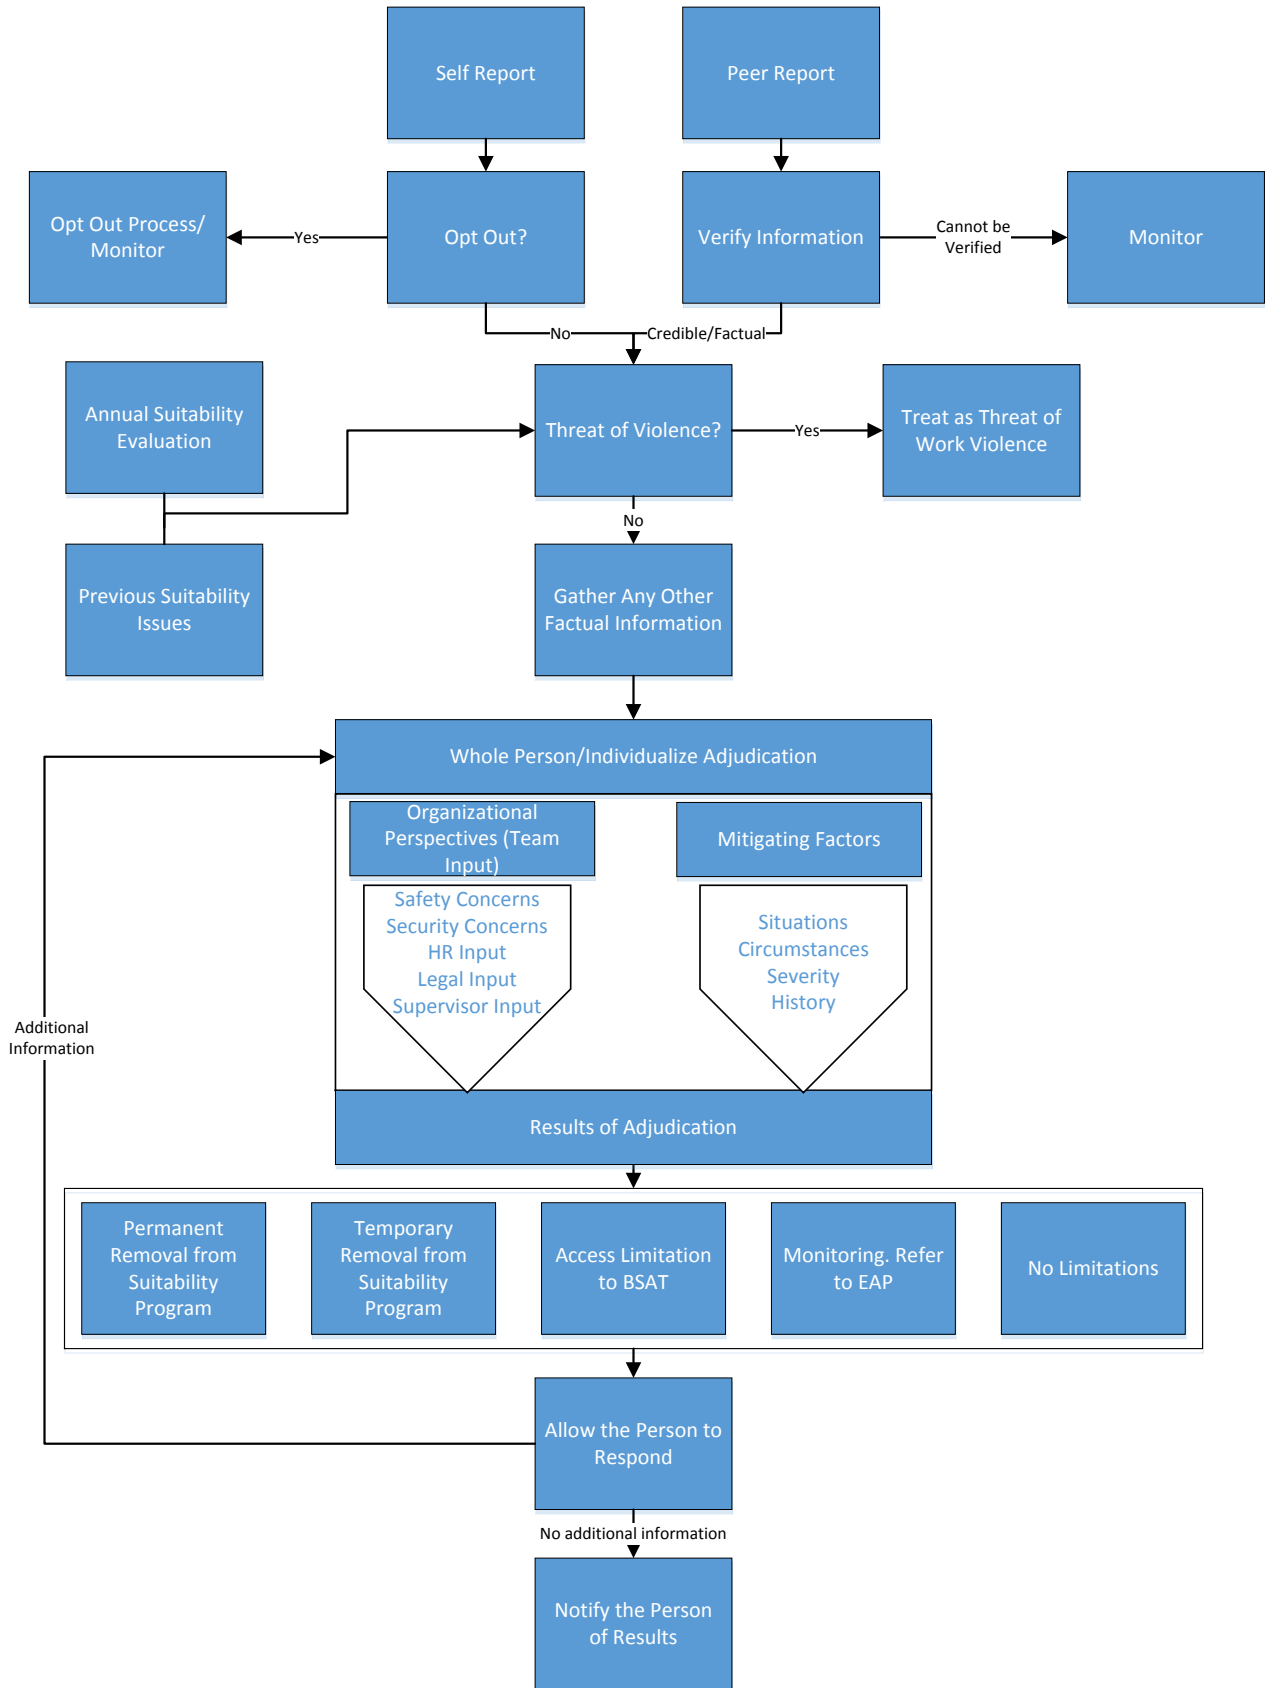 Self Report
Peer Report
Opt Out Process/
Monitor
Yes
Opt Out?
Verify Information
Cannot be
Verified
Monitor
No
Credible/Factual
Annual Suitability
Evaluation
Threat of Violence?
Yes
Treat as Threat of
Work Violence
No
Previous Suitability
Issues
Gather Any Other
Factual Information
Whole Person/Individualize Adjudication
Organizational
Perspectives (Team
Input)
Mitigating Factors
Safety Concerns
Security Concerns
HR Input
Legal Input
Supervisor Input
Situations
Circumstances
Severity
History
Additional
Information
Results of Adjudication
Permanent
Removal from
Suitability
Program
Temporary
Removal from
Suitability
Program
Access Limitation
to BSAT
Monitoring. Refer
to EAP
No Limitations
Allow the Person to
Respond
No additional information
Notify the Person
of Results